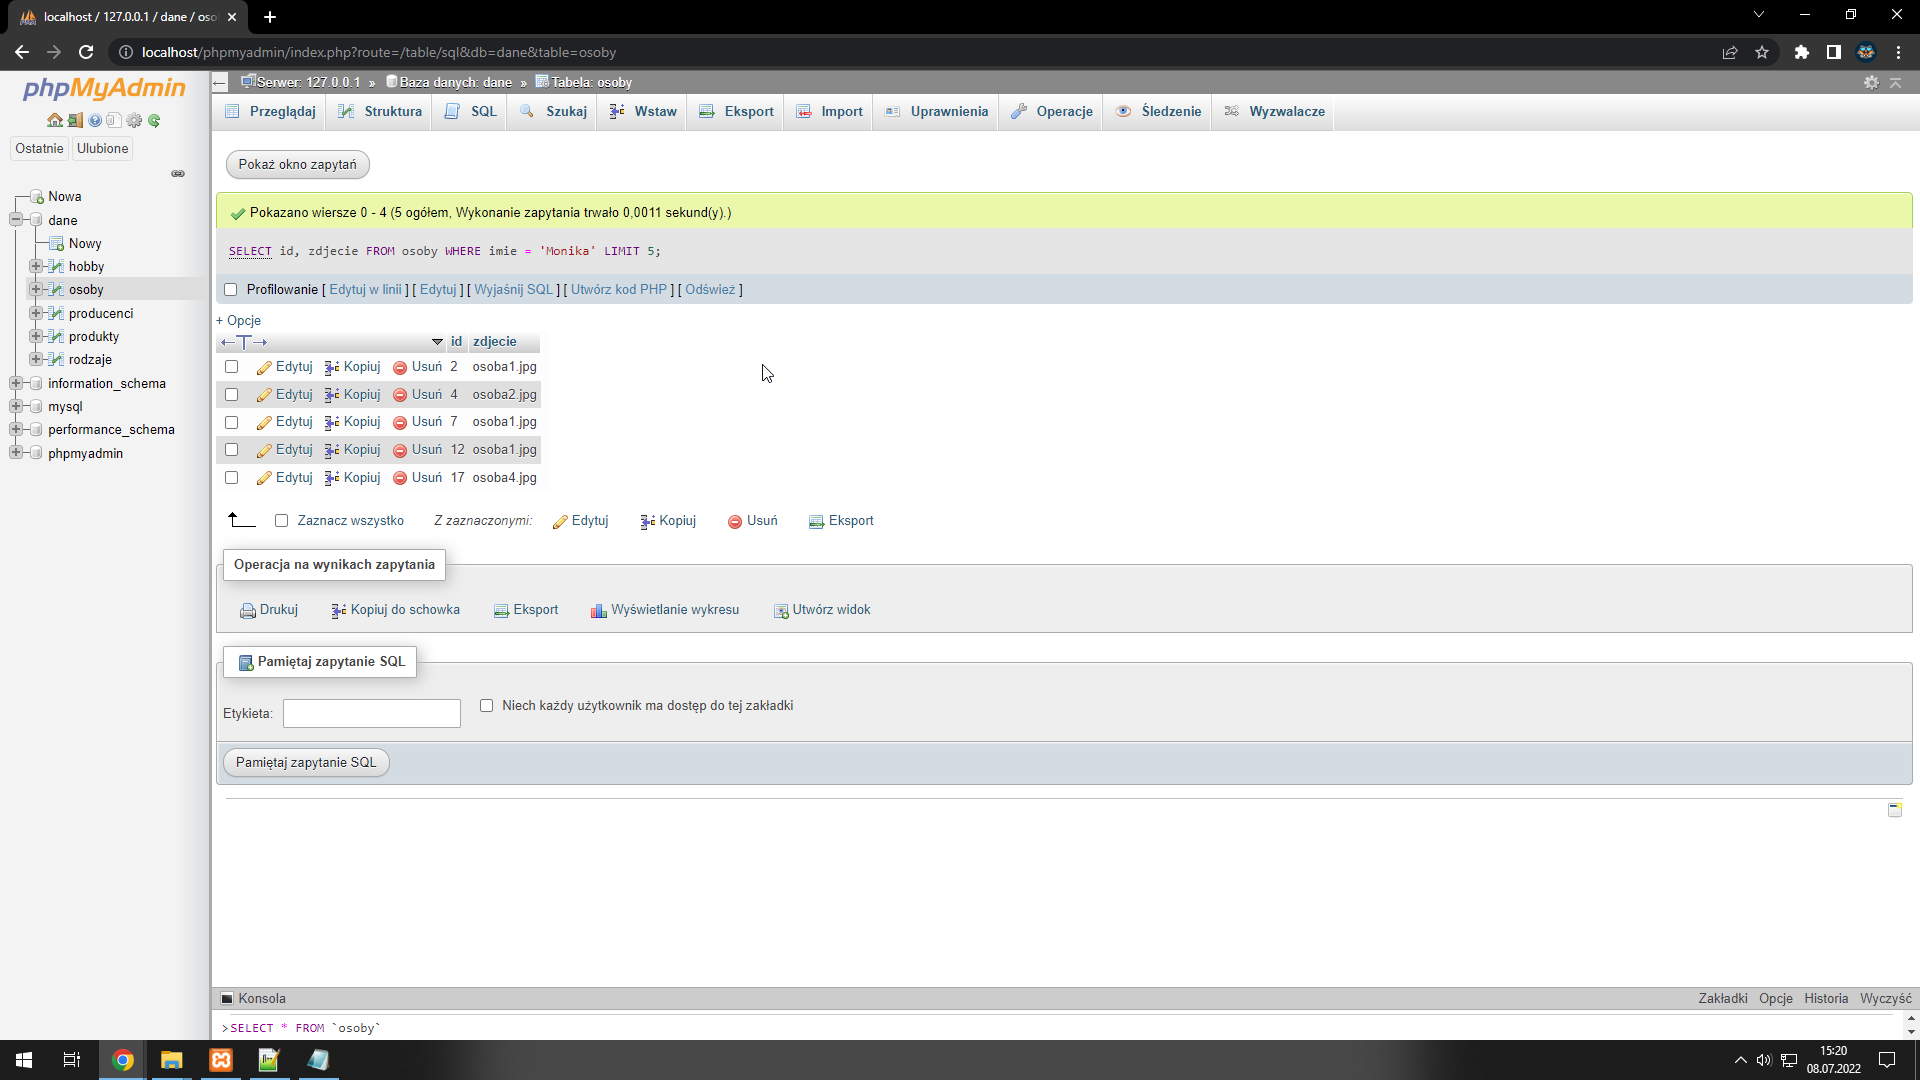 localhost / 127.0.0.1 / dane / oso
localhost/phpmyadmin/index.php?route=/table/sql&db=dane&table=osoby
phpMyAdmin
Ostatnie Ulubione
Nowa
dane
Nowy
hobby
osoby
producenci
produkty
rodzaje
information_schema
mysql
performance_schema
phpmyadmin
Serwer: 127.0.0.1 » Baza danych: dane » Tabela: osoby
Przeglądaj Struktura SQL Szukaj Wstaw Eksport Import Uprawnienia Operacje Śledzenie Wyzwalacze
Pokaż okno zapytań
Pokazano wiersze 0 - 4 (5 ogółem, Wykonanie zapytania trwało 0,0011 sekund(y).)
SELECT id, zdjecie FROM osoby WHERE imie = 'Monika' LIMIT 5;
Profilowanie [ Edytuj w linii ] [ Edytuj ] [ Wyjaśnij SQL ] [ Utwórz kod PHP ] [ Odśwież ]
+ Opcje
←T→ id zdjecie
Edytuj Kopiuj Usuń 2 osoba1.jpg
Edytuj Kopiuj Usuń 4 osoba2.jpg
Edytuj Kopiuj Usuń 7 osoba1.jpg
Edytuj Kopiuj Usuń 12 osoba1.jpg
Edytuj Kopiuj Usuń 17 osoba4.jpg
Zaznacz wszystko Z zaznaczonymi: Edytuj Kopiuj Usuń Eksport
Operacja na wynikach zapytania
Drukuj Kopiuj do schowka Eksport Wyświetlanie wykresu Utwórz widok
Pamiętaj zapytanie SQL
Etykieta: Niech każdy użytkownik ma dostęp do tej zakładki
Pamiętaj zapytanie SQL
Konsola Zakładki Opcje Historia Wyczyść
>SELECT * FROM `osoby`
15:20
08.07.2022